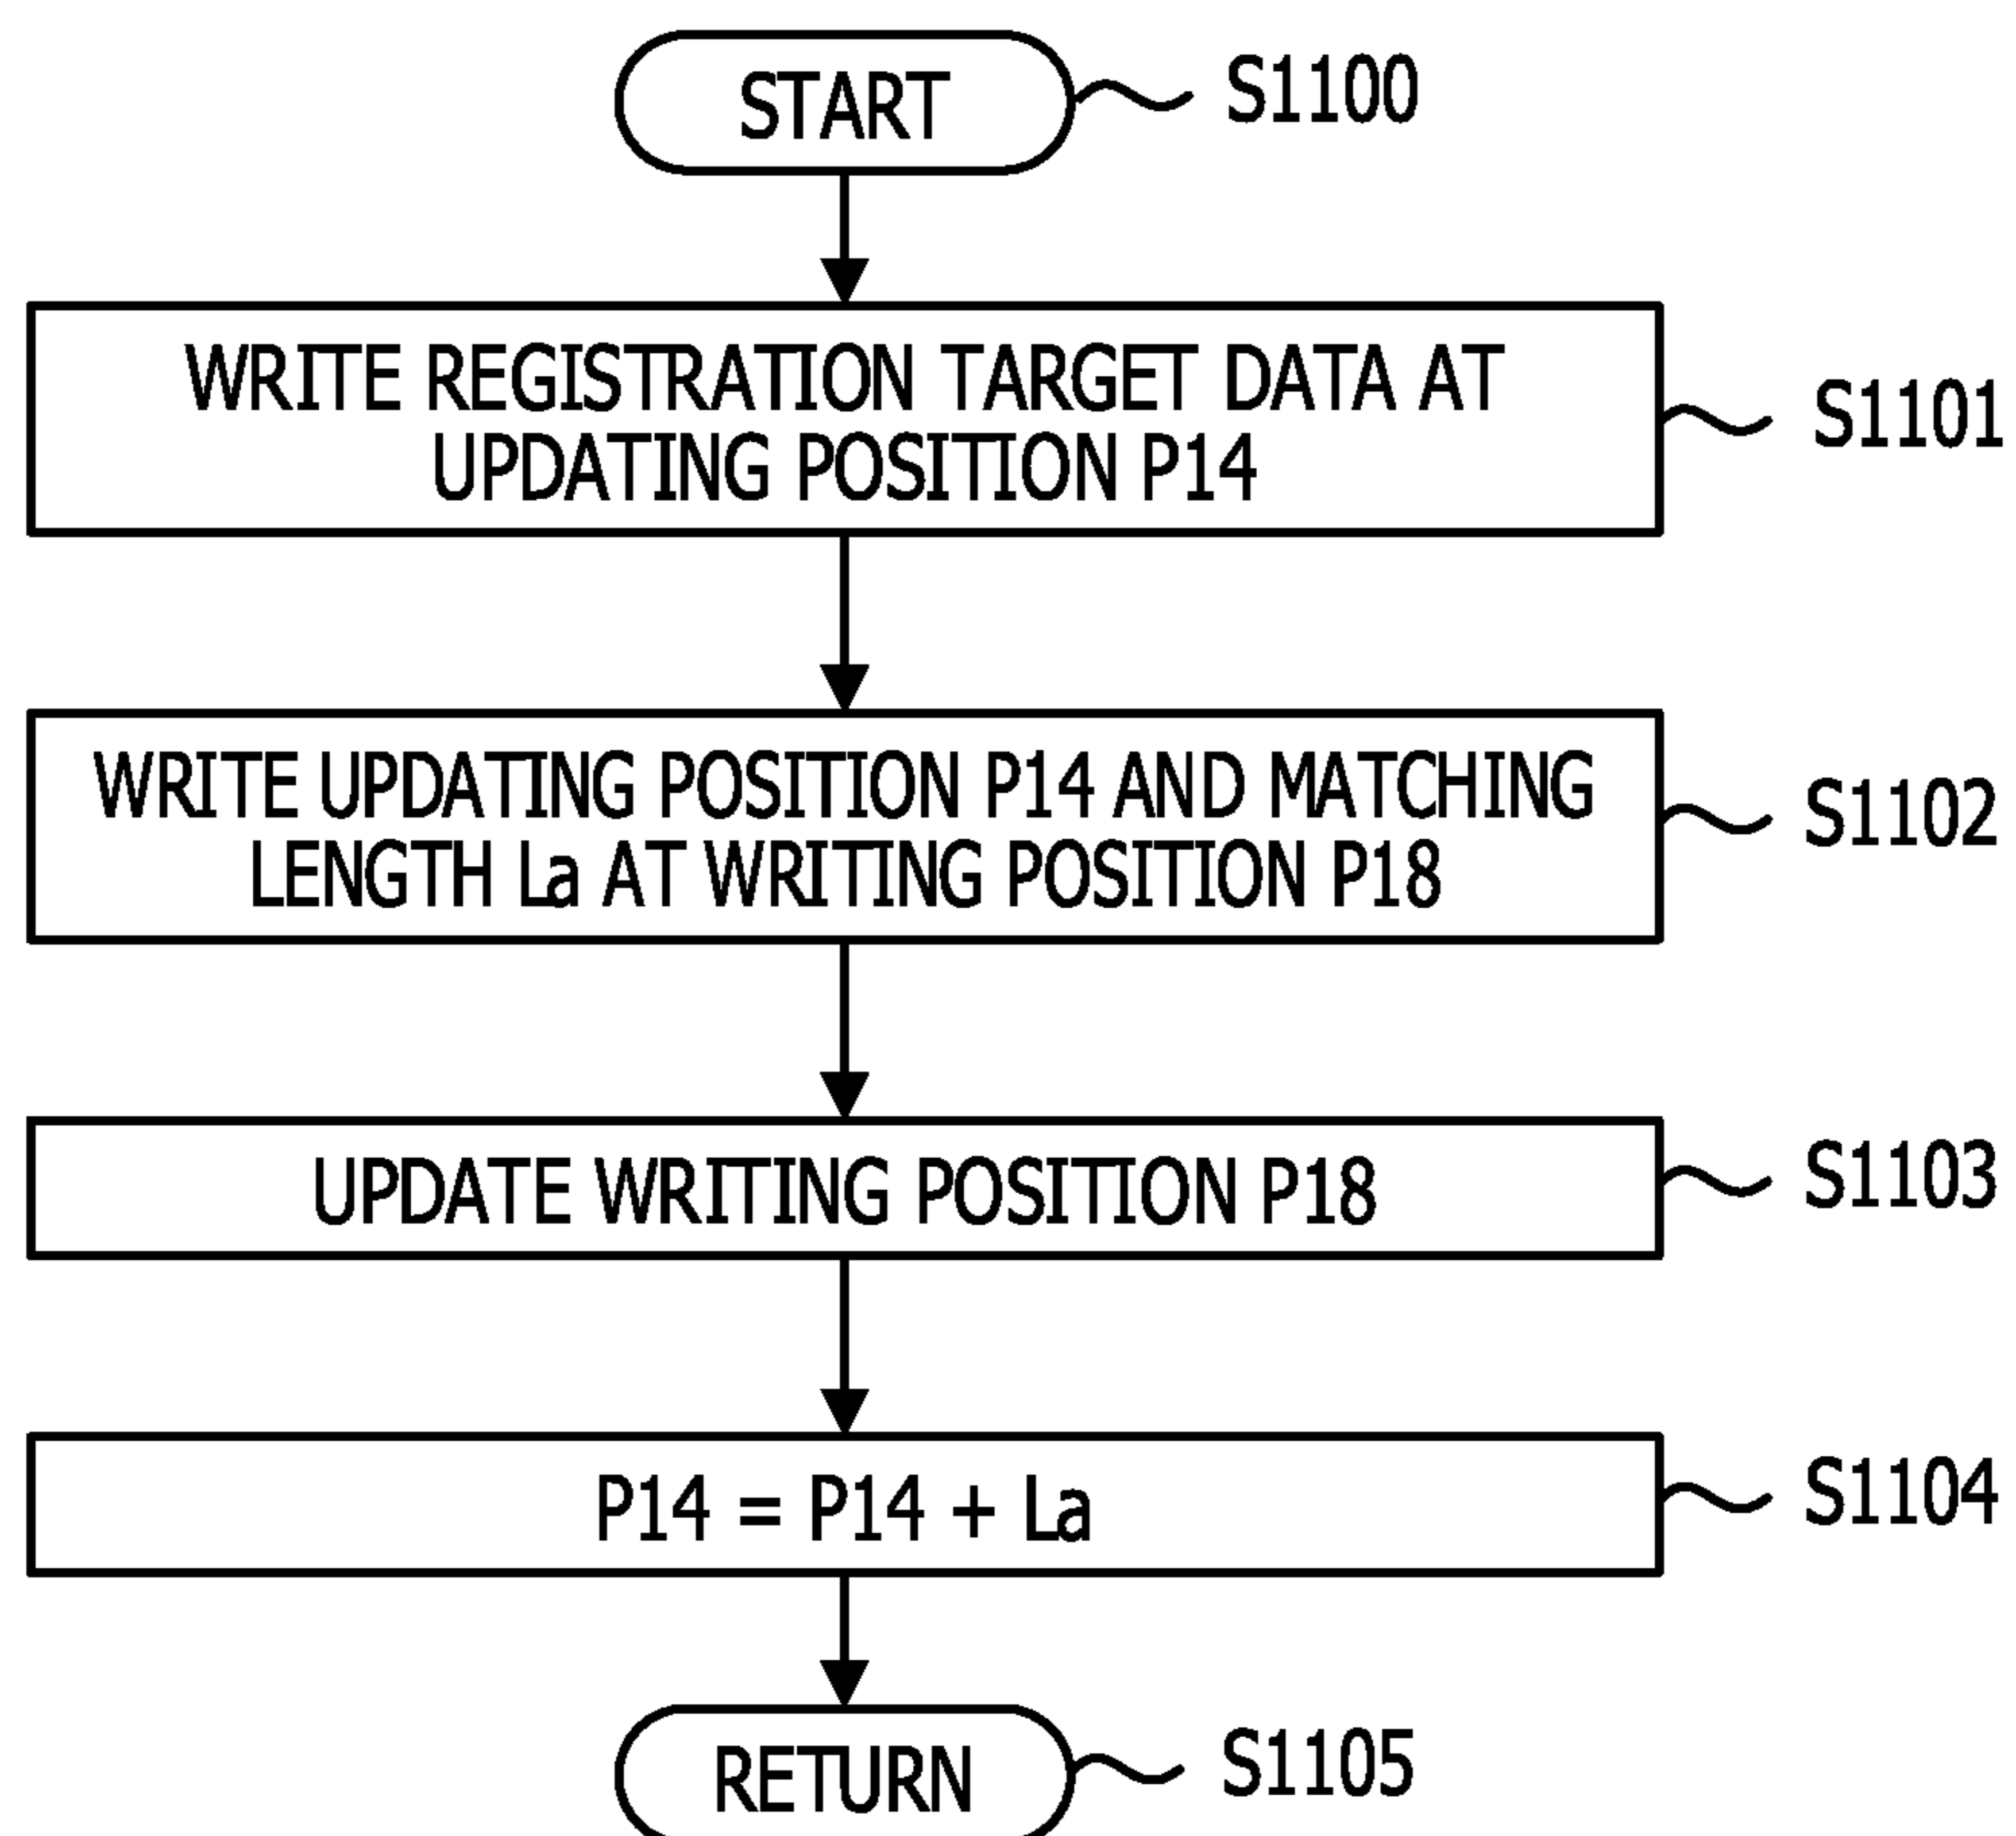 START
S1100
WRITE REGISTRATION TARGET DATA AT
UPDATING POSITION P14
S1101
WRITE UPDATING POSITION P14 AND MATCHING
LENGTH La AT WRITING POSITION P18
S1102
UPDATE WRITING POSITION P18
S1103
P14 = P14 + La
S1104
RETURN
S1105